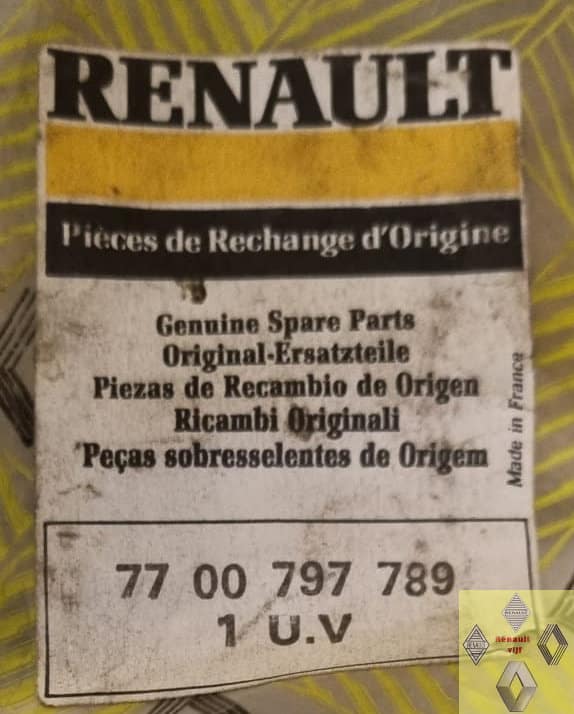 RENAULT
Pièces de Rechange d'Origine
Genuine Spare Parts
Original-Ersatzteile
Piezas de Recambio de Origen
Ricambi Originali
Peças sobresselentes de Origem
Made in France
77 00 797 789
1 U.V
Renault
vijf